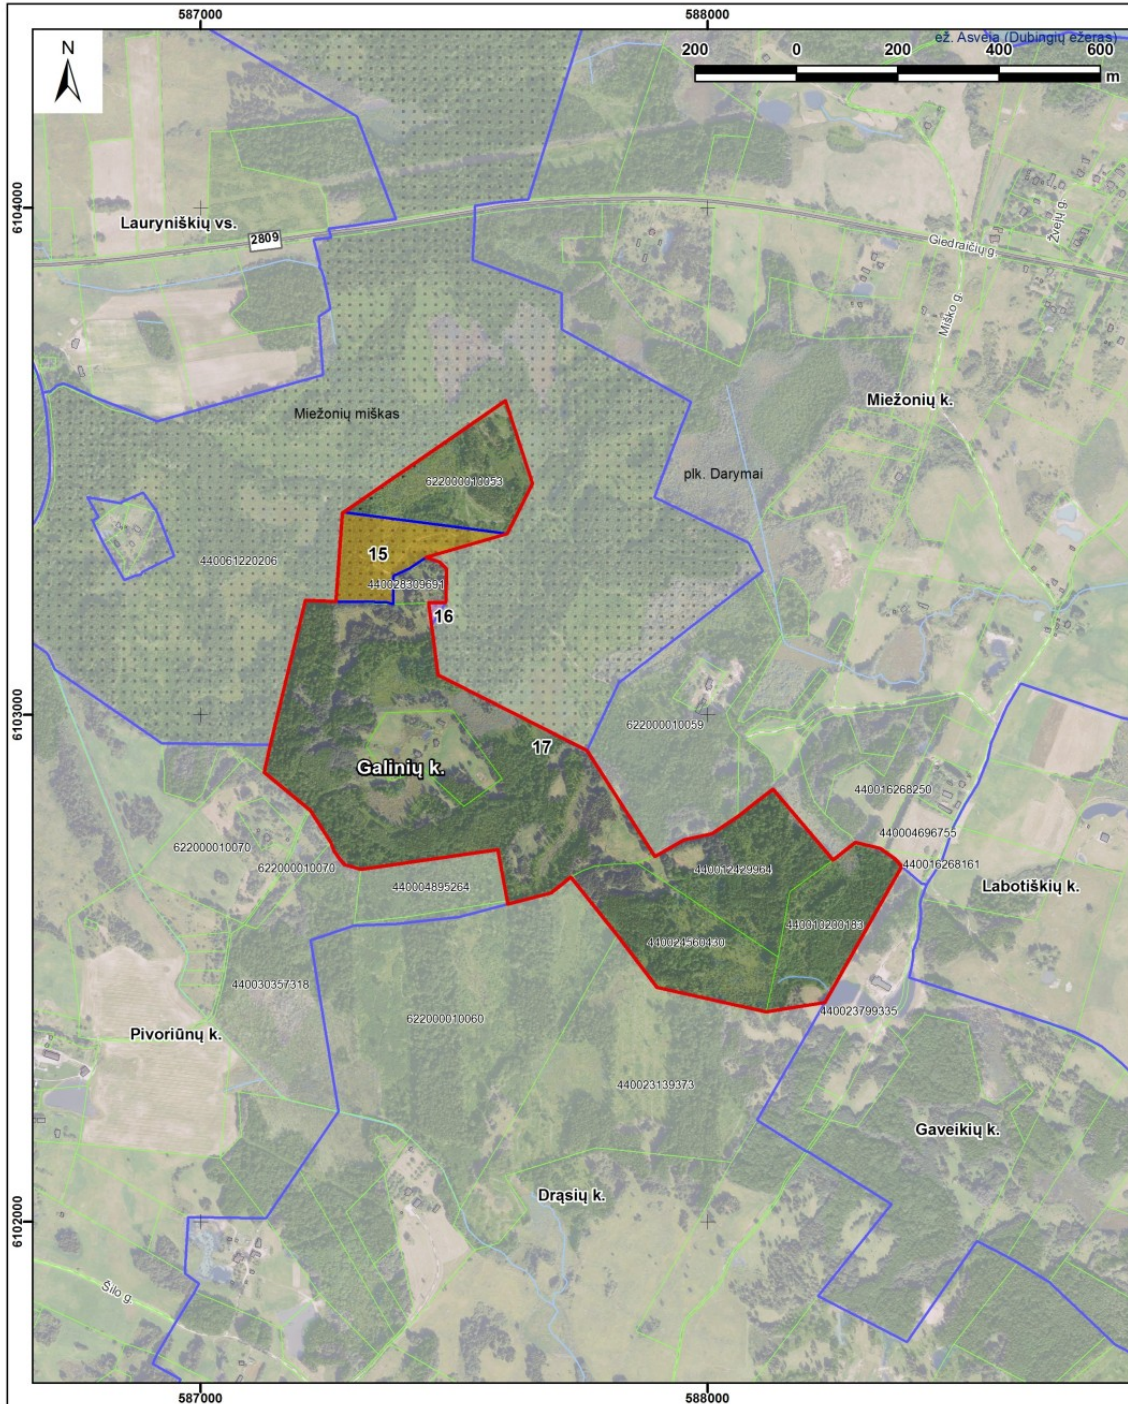 587000
588000
ež. Asveja (Dubingių ežeras)
N
200 0 200 400 600
m
6104000
Lauryniškių vs.
2809
Giedraičių g.
Žvejų g.
Miško g.
Miežonių k.
Miežonių miškas
plk. Darymai
622000010053
15
440061220206
440028309691
16
6103000
622000010059
17
Galinių k.
440016268250
440004696755
622000010070
622000010070
440012429964
440016268161
440004895264
Labotiškių k.
440010200183
440024560430
440030357318
440023799335
622000010060
Pivoriūnų k.
440023139373
Gaveikių k.
Drąsių k.
6102000
Šilo g.
587000
588000